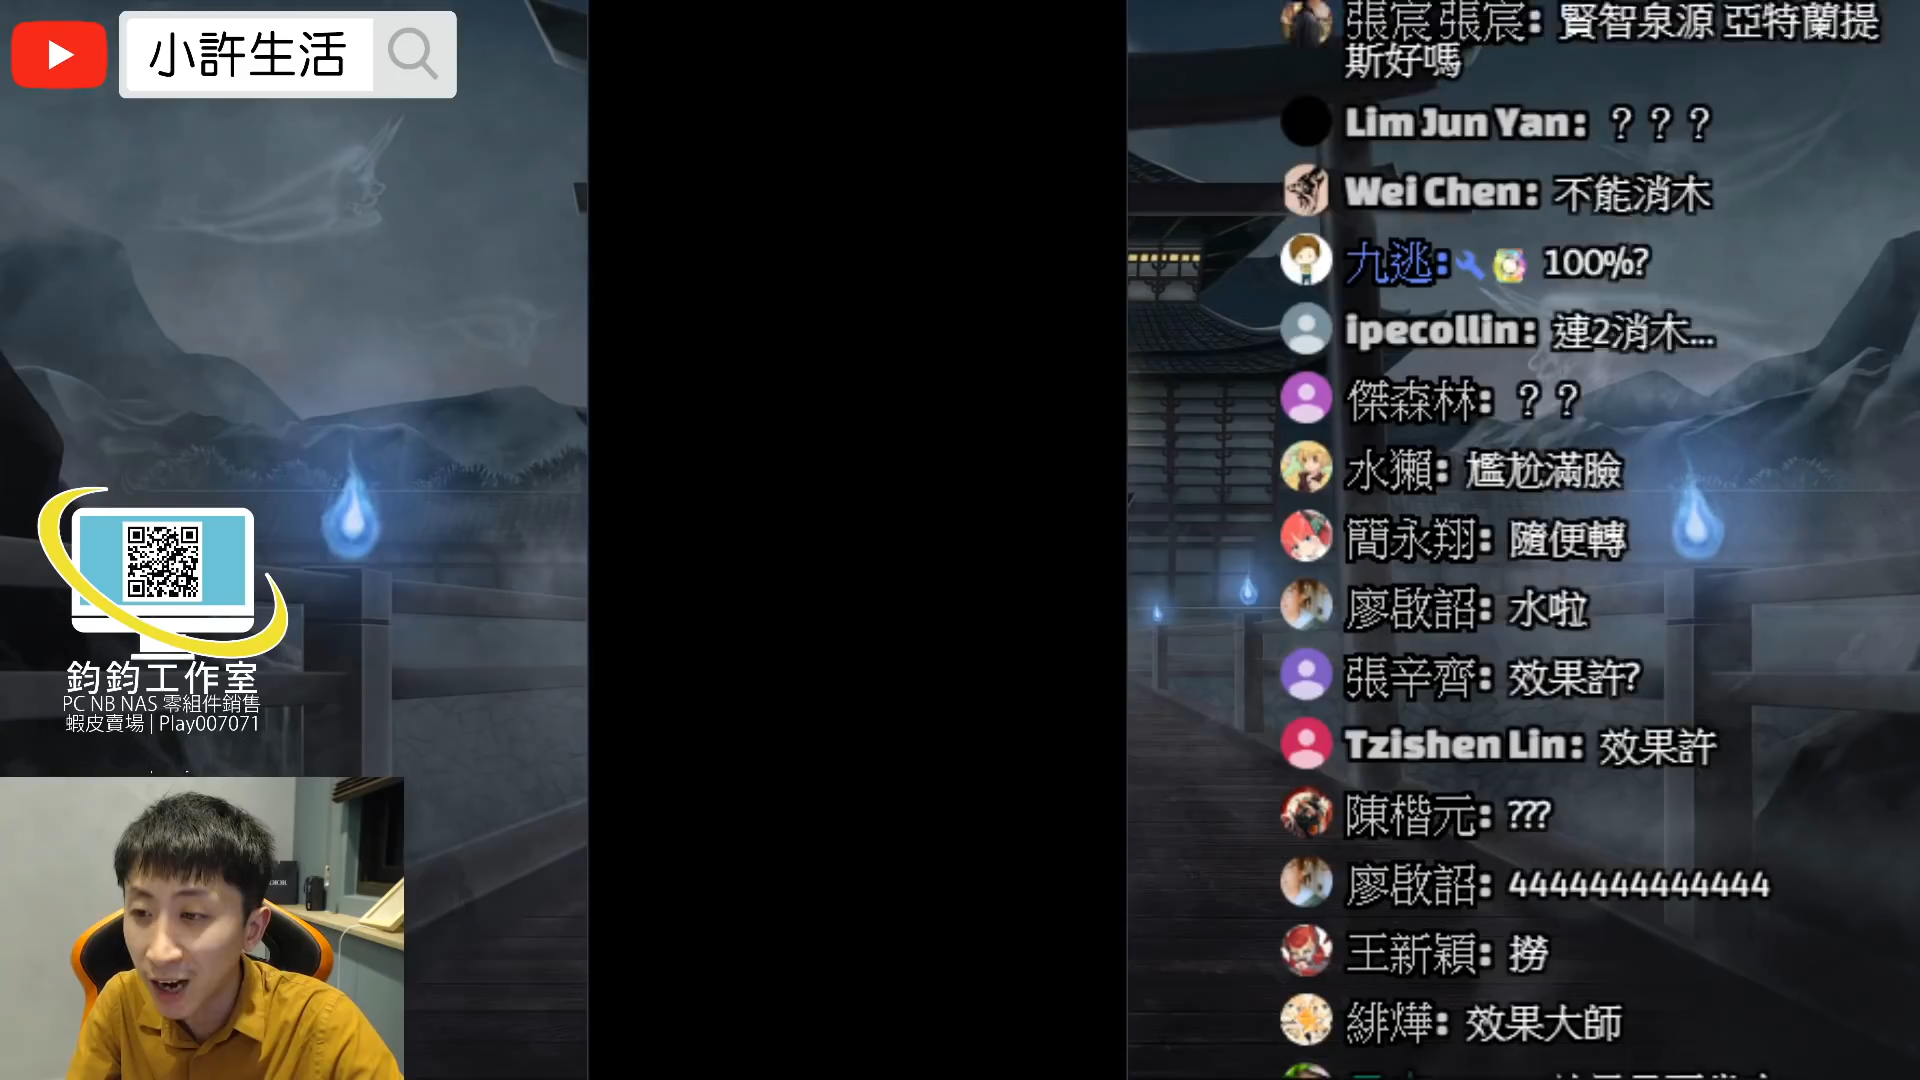 小許生活
張宸 張宸: 賢智泉源 亞特蘭提
斯好嗎
Lim Jun Yan: ? ? ?
Wei Chen: 不能消木
九逃: 100%?
ipecollin: 連2消木...
傑森林: ? ?
水獺: 尷尬滿臉
簡永翔: 隨便轉
廖啟詔: 水啦
張辛齊: 效果許?
Tzishen Lin: 效果許
陳楷元: ???
廖啟詔: 4444444444444
王新穎: 撈
緋燁: 效果大師
鈞鈞工作室
PC NB NAS 零組件銷售
蝦皮賣場 | Play007071
DIOR